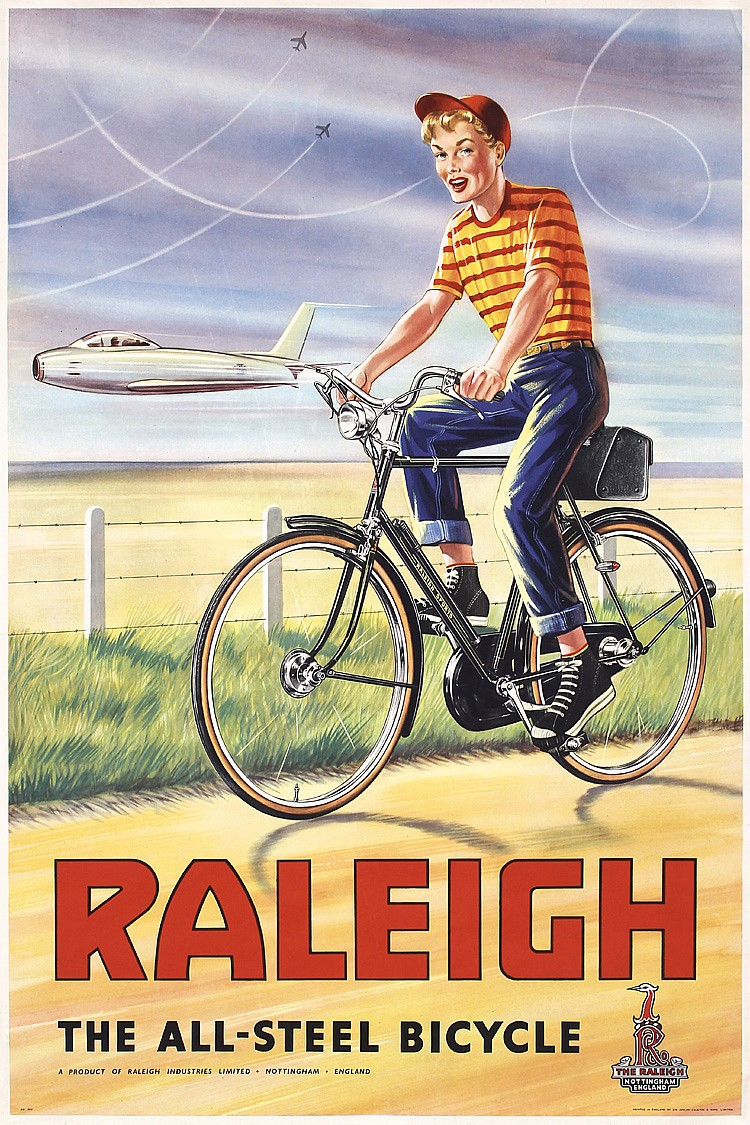 RALEIGH
THE ALL-STEEL BICYCLE
A PRODUCT OF RALEIGH INDUSTRIES LIMITED • NOTTINGHAM • ENGLAND
R
THE RALEIGH
NOTTINGHAM
ENGLAND